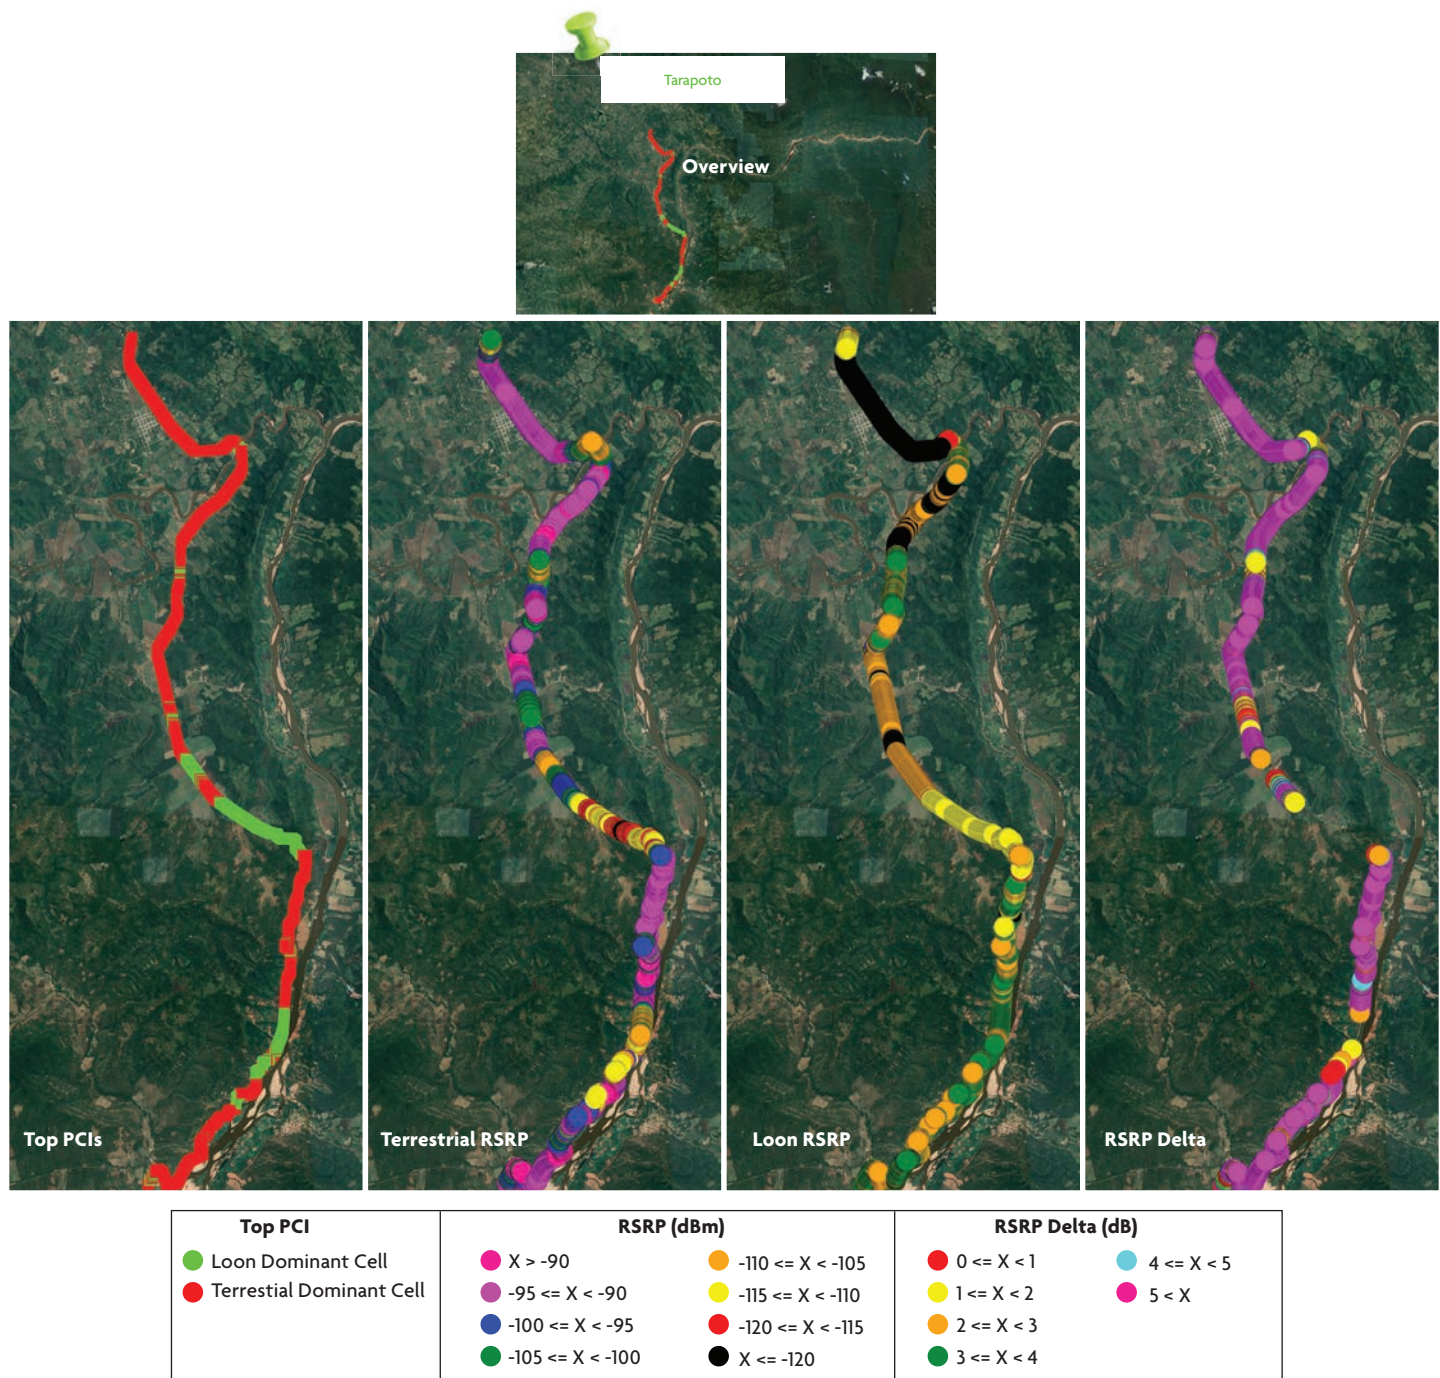 Tarapoto
Overview
Top PCIs
Terrestrial RSRP
Loon RSRP
RSRP Delta
Top PCI
Loon Dominant Cell
Terrestial Dominant Cell
RSRP (dBm)
X > -90
-95 <= X < -90
-100 <= X < -95
-105 <= X < -100
-110 <= X < -105
-115 <= X < -110
-120 <= X < -115
X <= -120
RSRP Delta (dB)
0 <= X < 1
1 <= X < 2
2 <= X < 3
3 <= X < 4
4 <= X < 5
5 < X